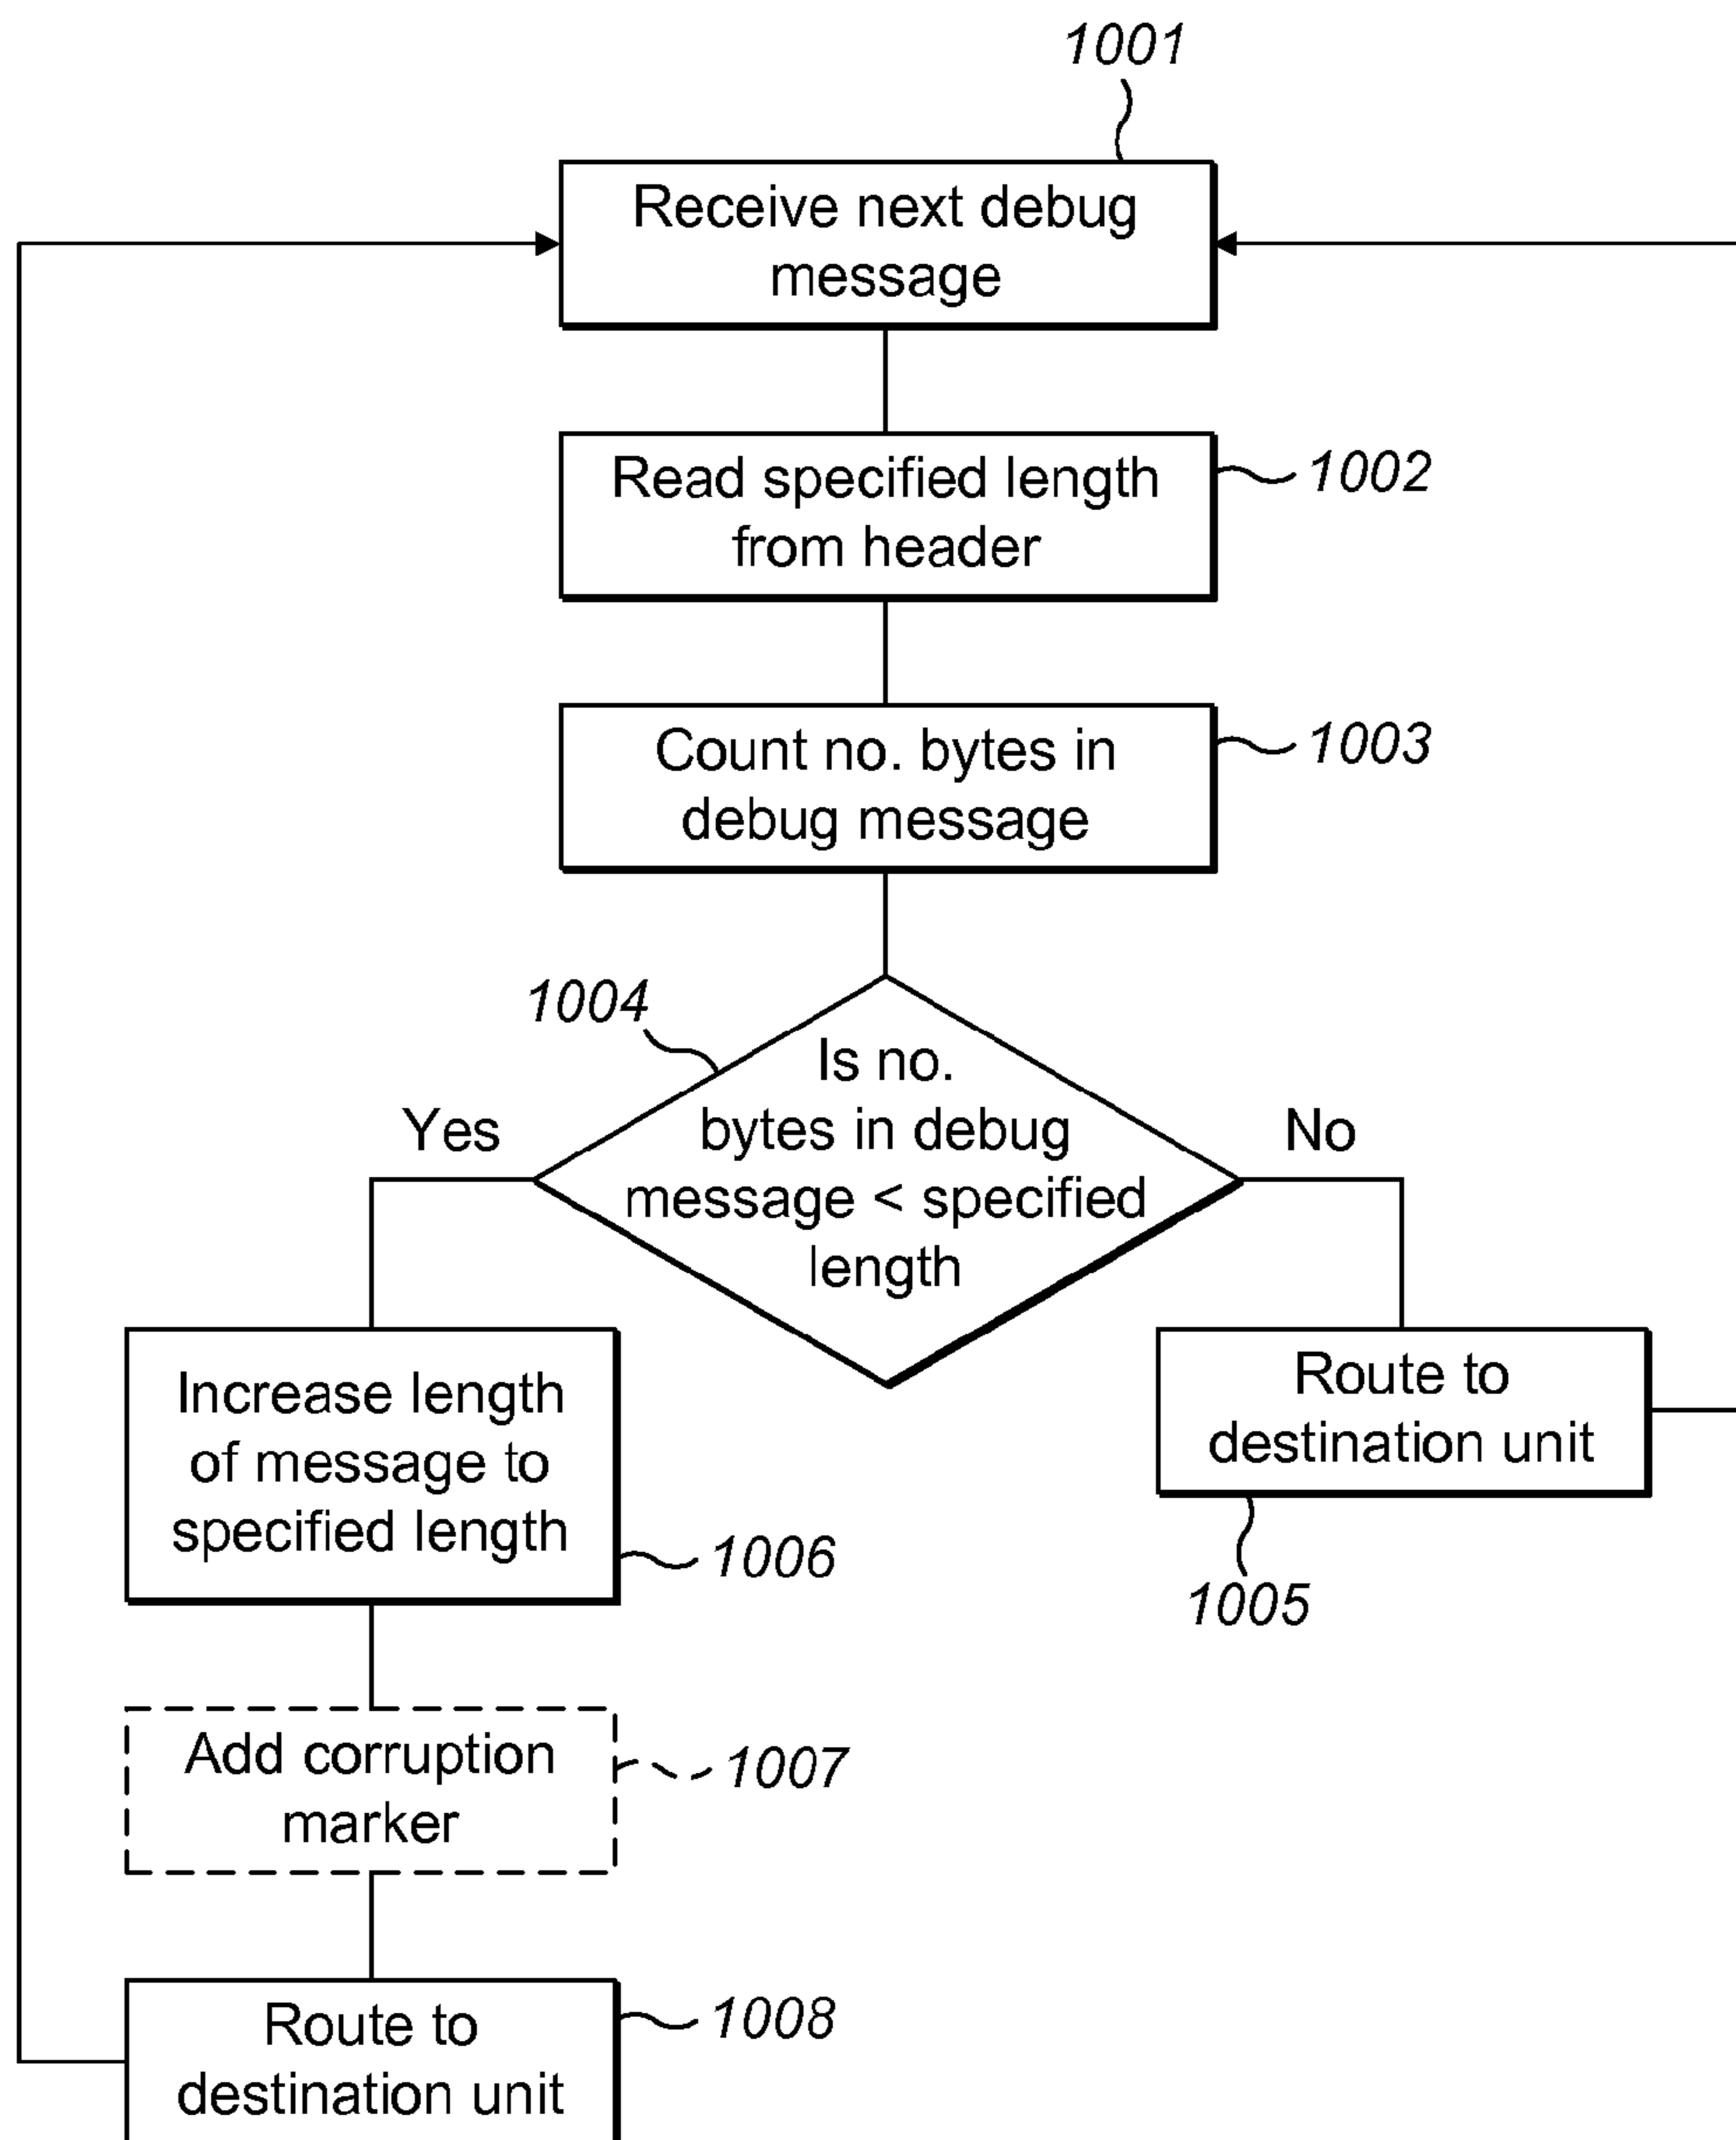 1001
Receive next debug
message
Read specified length
from header
1002
Count no. bytes in
debug message
1003
1004
Is no.
bytes in debug
message < specified
length
Yes
No
Increase length
of message to
specified length
1006
Route to
destination unit
1005
Add corruption
marker
1007
Route to
destination unit
1008